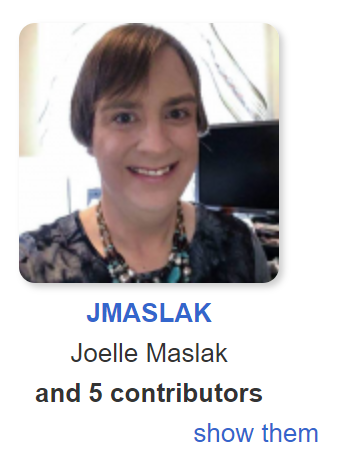 JMASLAK
Joelle Maslak
and 5 contributors
show them